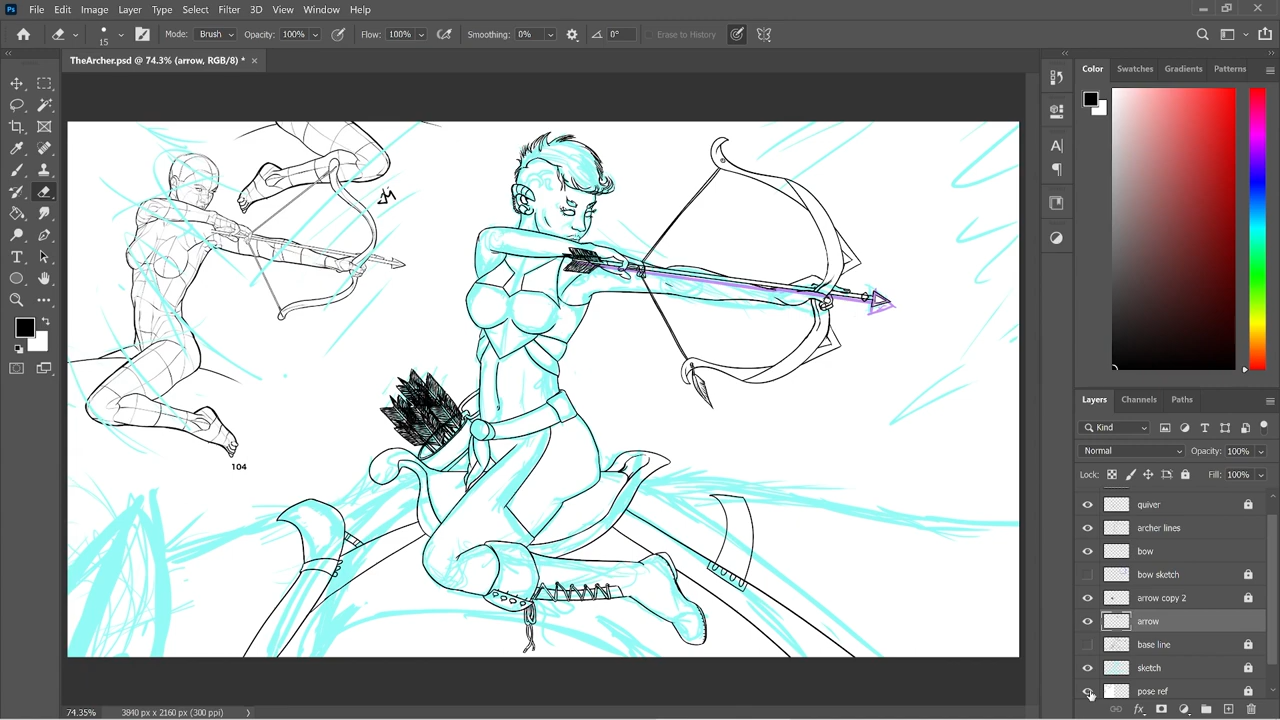 Ps File Edit Image Layer Type Select Filter 3D View Window Help
15 Mode: Brush Opacity: 100% Flow: 100% Smoothing: 0% 0° Erase to History
TheArcher.psd @ 74.3% (arrow, RGB/8) * ×
Color Swatches Gradients Patterns
104
Layers Channels Paths
Kind
Normal Opacity: 100%
Lock: Fill: 100%
quiver
archer lines
bow
bow sketch
arrow copy 2
arrow
base line
sketch
pose ref
74.35% 3840 px x 2160 px (300 ppi)